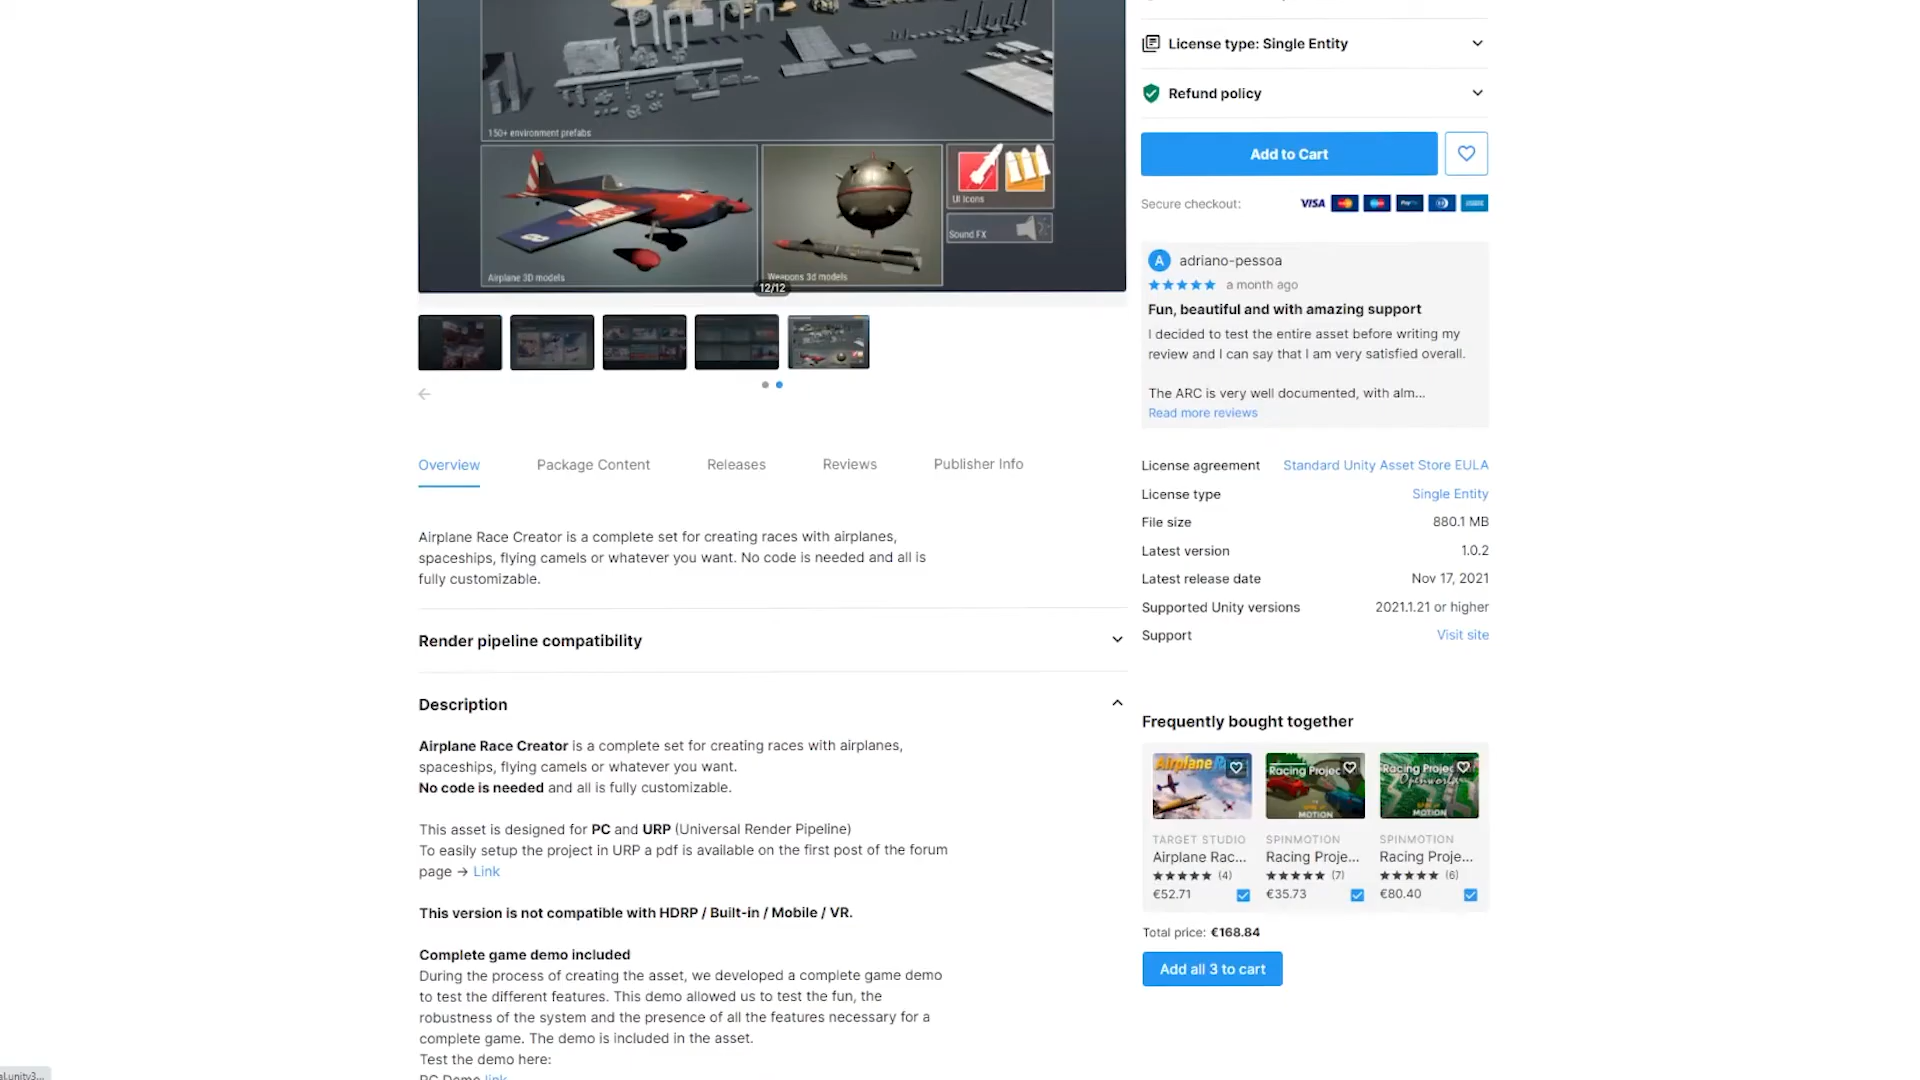 License type: Single Entity
Refund policy
150+ environment prefabs
Airplane 3D models
Weapons 3d models
UI Icons
Sound FX
12/12
Add to Cart
Secure checkout:
VISA
A
adriano-pessoa
a month ago
Fun, beautiful and with amazing support
I decided to test the entire asset before writing my
review and I can say that I am very satisfied overall.
The ARC is very well documented, with alm...
Read more reviews
Overview
Package Content
Releases
Reviews
Publisher Info
License agreement Standard Unity Asset Store EULA
License type Single Entity
File size 880.1 MB
Latest version 1.0.2
Latest release date Nov 17, 2021
Supported Unity versions 2021.1.21 or higher
Support Visit site
Airplane Race Creator is a complete set for creating races with airplanes,
spaceships, flying camels or whatever you want. No code is needed and all is
fully customizable.
Render pipeline compatibility
Description
Airplane Race Creator is a complete set for creating races with airplanes,
spaceships, flying camels or whatever you want.
No code is needed and all is fully customizable.
This asset is designed for PC and URP (Universal Render Pipeline)
To easily setup the project in URP a pdf is available on the first post of the forum
page → Link
This version is not compatible with HDRP / Built-in / Mobile / VR.
Complete game demo included
During the process of creating the asset, we developed a complete game demo
to test the different features. This demo allowed us to test the fun, the
robustness of the system and the presence of all the features necessary for a
complete game. The demo is included in the asset.
Test the demo here:
PC Demo link
Frequently bought together
Airplane
TARGET STUDIO
Airplane Rac...
(4)
€52.71
Racing Projec
MOTION
SPINMOTION
Racing Proje...
(7)
€35.73
Racing Projec
Openworld
MOTION
SPINMOTION
Racing Proje...
(6)
€80.40
Total price: €168.84
Add all 3 to cart
al.unity3...